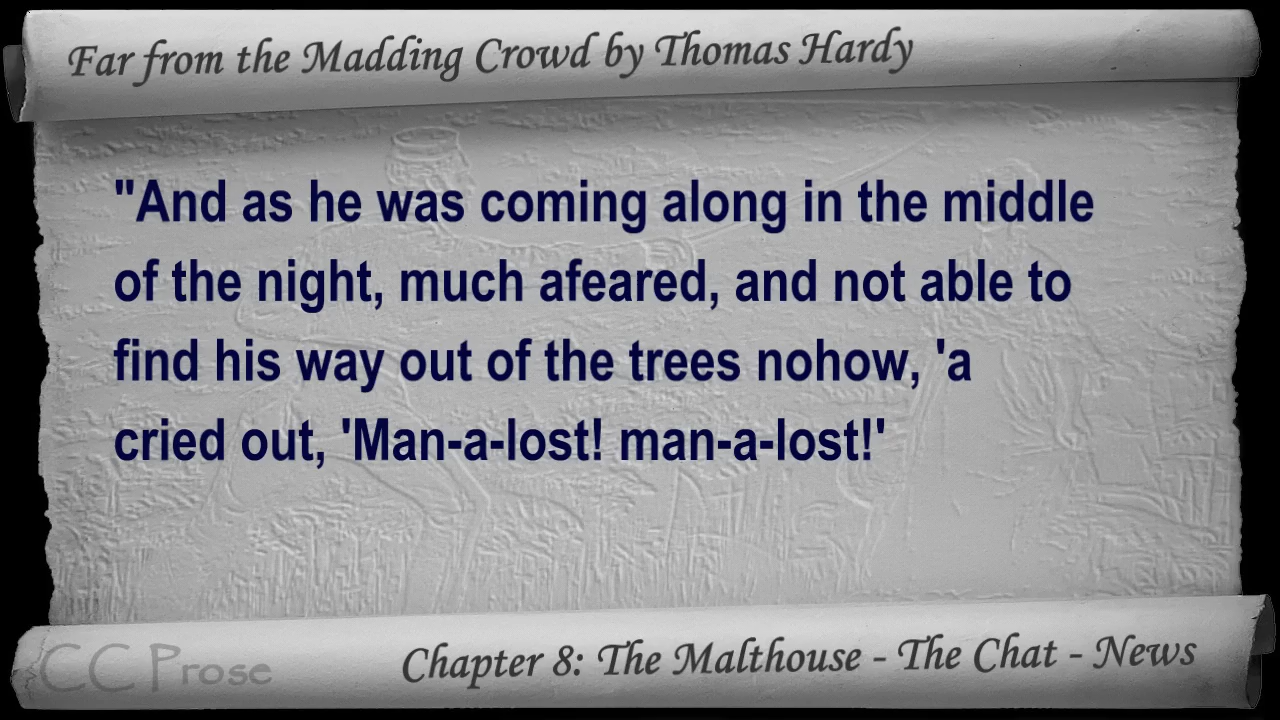 Far from the Madding Crowd by Thomas Hardy
"And as he was coming along in the middle
of the night, much afeared, and not able to
find his way out of the trees nohow, 'a
cried out, 'Man-a-lost! man-a-lost!'
CC Prose
Chapter 8: The Malthouse - The Chat - News